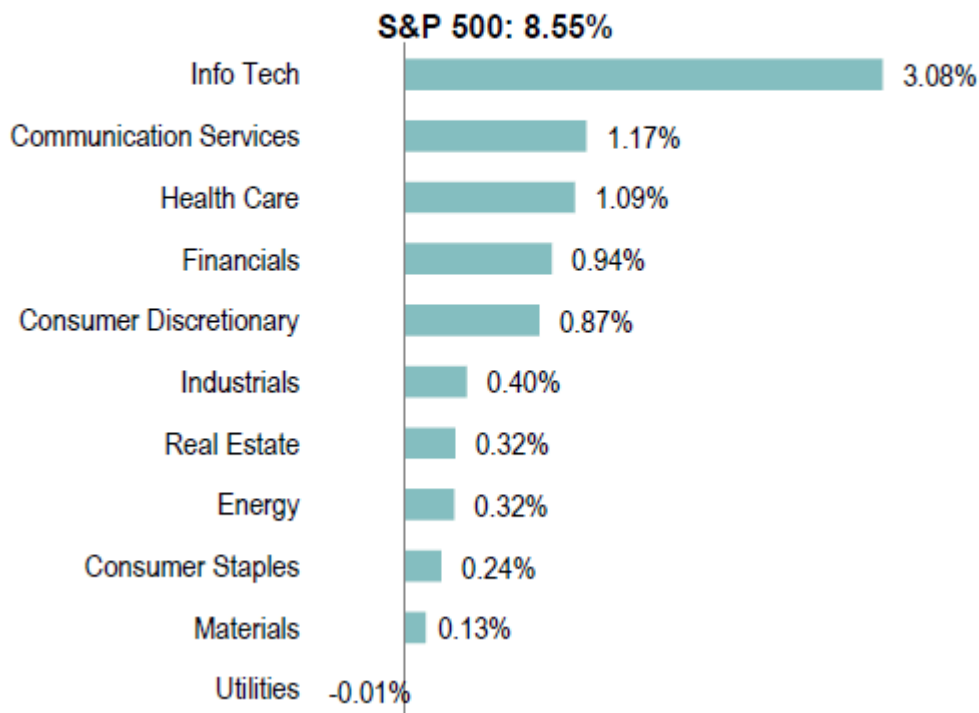 S&P 500: 8.55%
Info Tech 3.08%
Communication Services 1.17%
Health Care 1.09%
Financials 0.94%
Consumer Discretionary 0.87%
Industrials 0.40%
Real Estate 0.32%
Energy 0.32%
Consumer Staples 0.24%
Materials 0.13%
Utilities -0.01%